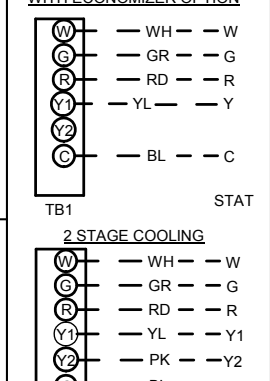 WITH ECONOMIZER OPTION
W WH W
G GR G
R RD R
Y1 YL Y
Y2
C BL C
TB1 STAT
2 STAGE COOLING
W WH W
G GR G
R RD R
Y1 YL Y1
Y2 PK Y2